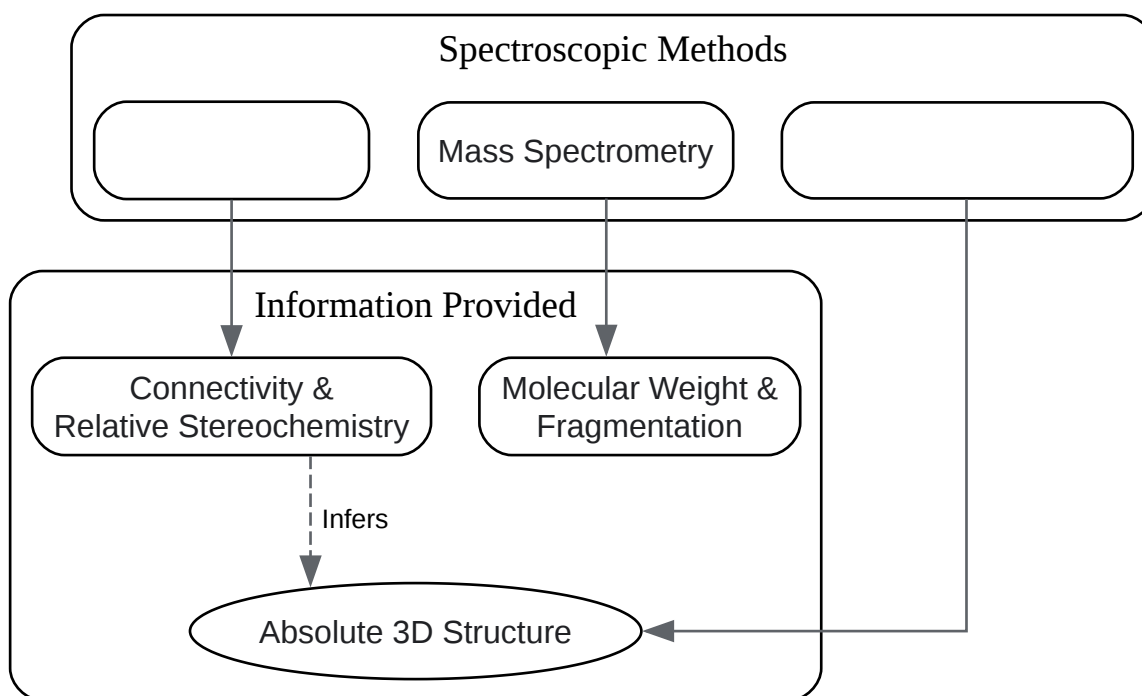 Spectroscopic Methods
Mass Spectrometry
Information Provided
Connectivity &
Relative Stereochemistry
Molecular Weight &
Fragmentation
Infers
Absolute 3D Structure